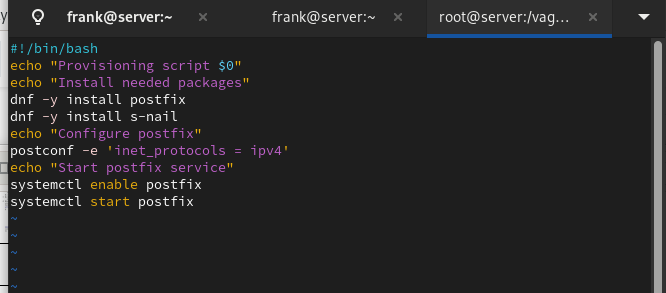 frank@server:~ × frank@server:~ × root@server:/vag... ×
#!/bin/bash
echo "Provisioning script $0"
echo "Install needed packages"
dnf -y install postfix
dnf -y install s-nail
echo "Configure postfix"
postconf -e 'inet_protocols = ipv4'
echo "Start postfix service"
systemctl enable postfix
systemctl start postfix
~
~
~
~
~